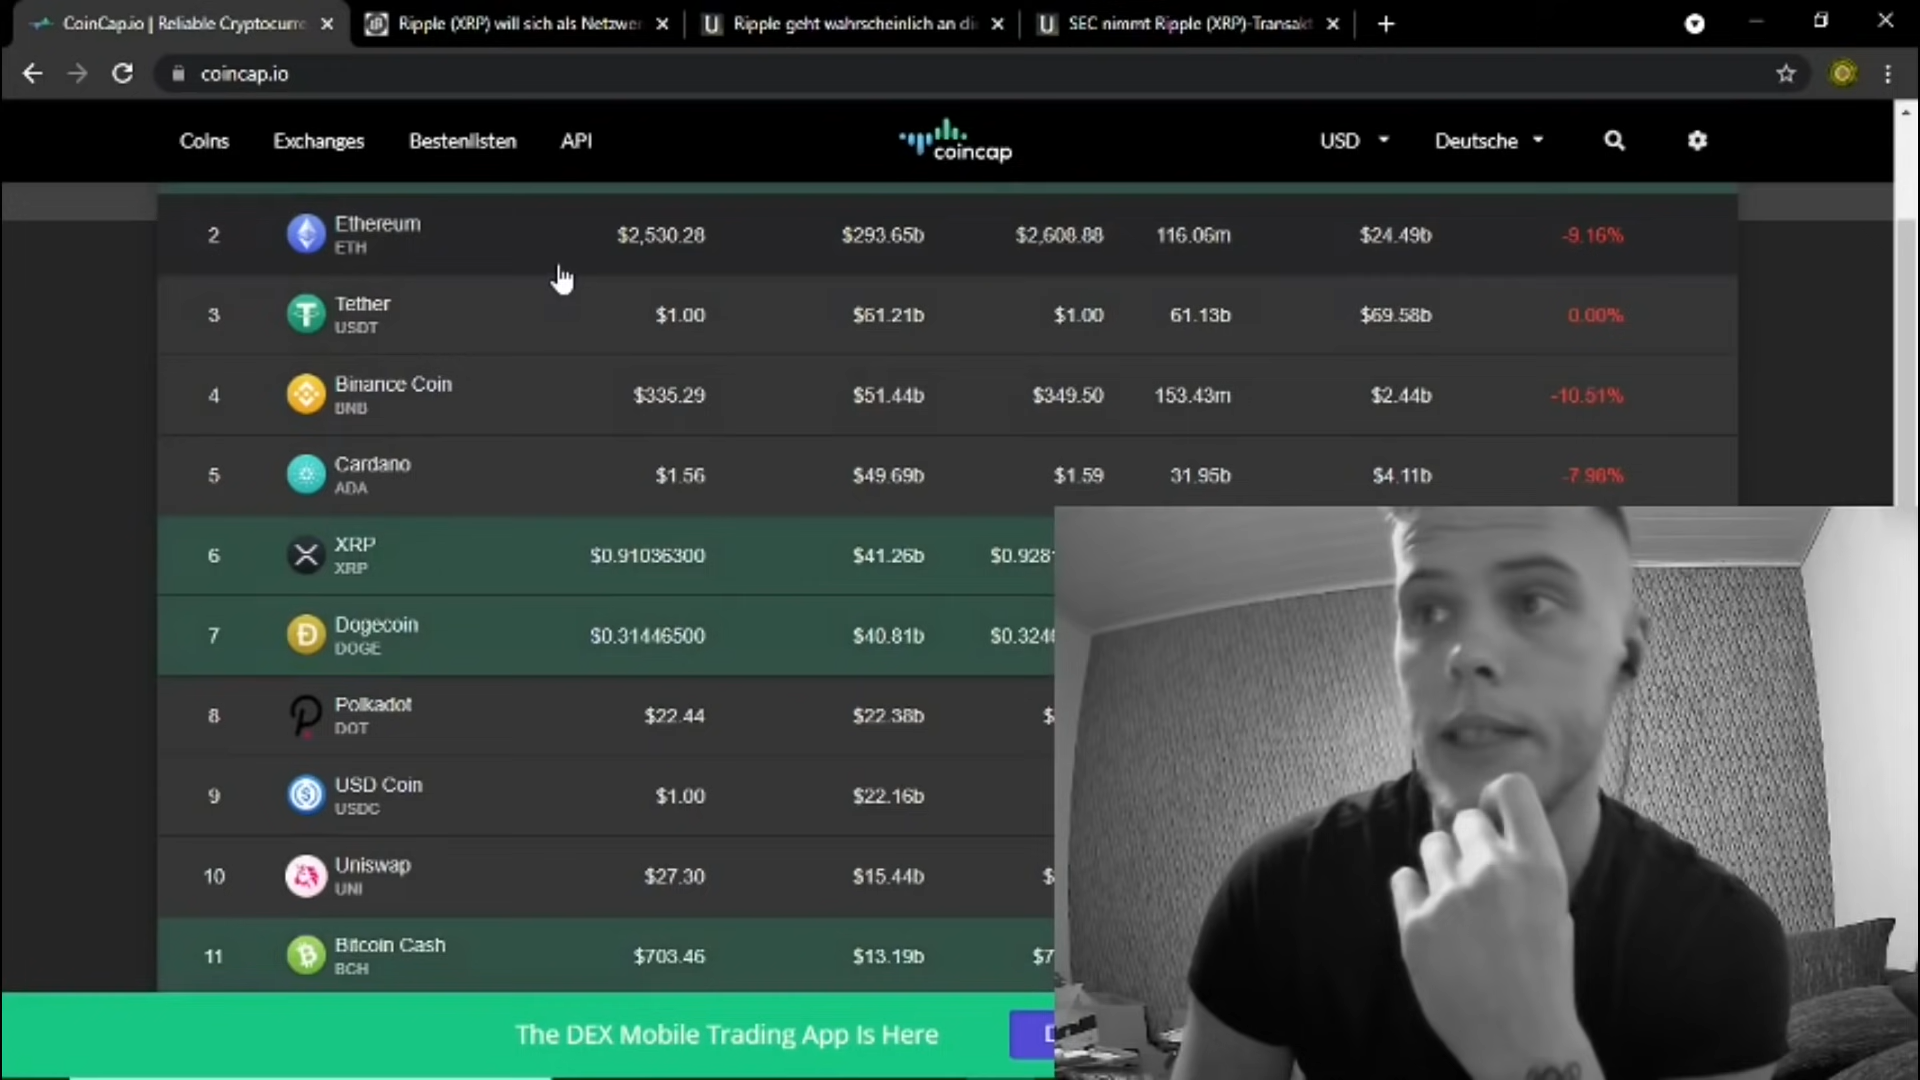 CoinCap.io | Reliable Cryptocurre
Ripple (XRP) will sich als Netzwer
Ripple geht wahrscheinlich an di
SEC nimmt Ripple (XRP)-Transakt
coincap.io
Coins Exchanges Bestenlisten API coincap USD Deutsche
2 Ethereum ETH $2,530.28 $293.65b $2,608.88 116.06m $24.49b -9.16%
3 Tether USDT $1.00 $61.21b $1.00 61.13b $69.58b 0.00%
4 Binance Coin BNB $335.29 $51.44b $349.50 153.43m $2.44b -10.51%
5 Cardano ADA $1.56 $49.69b $1.59 31.95b $4.11b -7.98%
6 XRP XRP $0.91036300 $41.26b $0.928
7 Dogecoin DOGE $0.31446500 $40.81b $0.324
8 Polkadot DOT $22.44 $22.38b $
9 USD Coin USDC $1.00 $22.16b
10 Uniswap UNI $27.30 $15.44b $
11 Bitcoin Cash BCH $703.46 $13.19b $7
The DEX Mobile Trading App Is Here